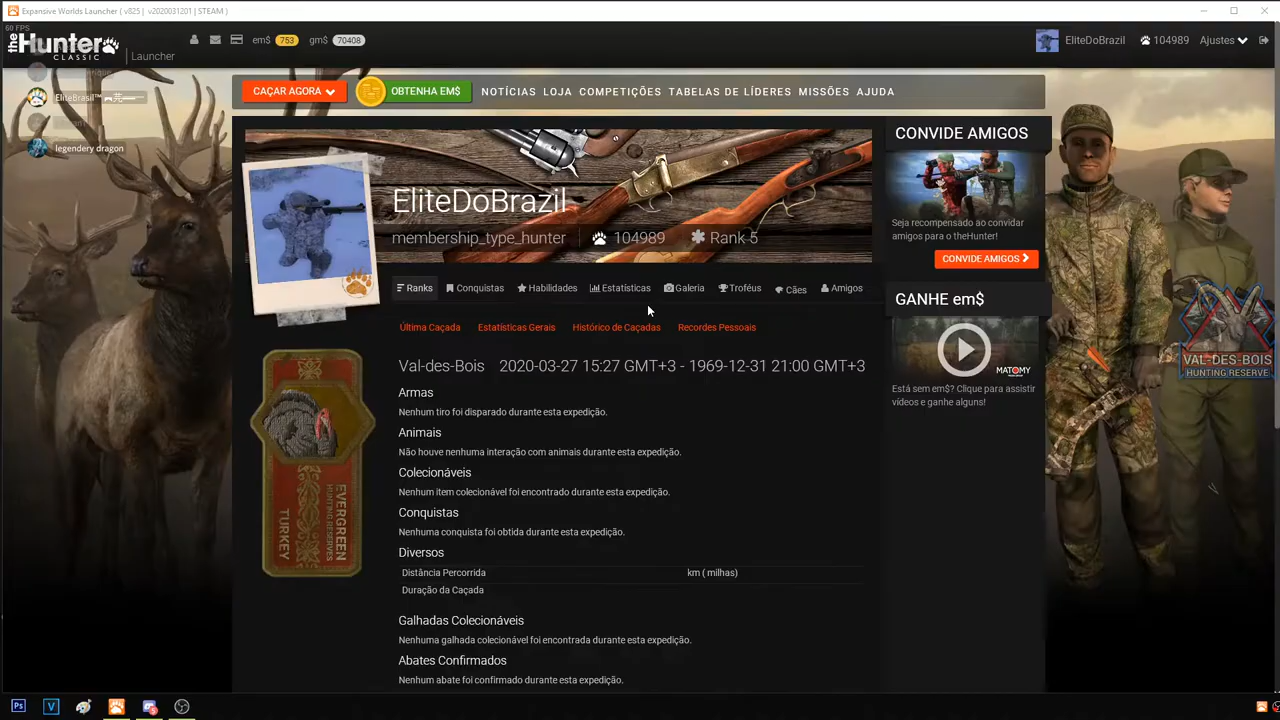 Expansive Worlds Launcher ( v825 | v2020031201 | STEAM )
60 FPS
theHunter CLASSIC
Launcher
em$ 753 gm$ 70408
EliteDoBrazil 104989 Ajustes
EliteBrasil™
legendery dragon
CAÇAR AGORA OBTENHA EM$ NOTÍCIAS LOJA COMPETIÇÕES TABELAS DE LÍDERES MISSÕES AJUDA
EliteDoBrazil
membership_type_hunter 104989 Rank 5
Ranks Conquistas Habilidades Estatísticas Galeria Troféus Cães Amigos
Última Caçada Estatísticas Gerais Histórico de Caçadas Recordes Pessoais
EVERGREEN
HUNTING RESERVES
TURKEY
Val-des-Bois 2020-03-27 15:27 GMT+3 - 1969-12-31 21:00 GMT+3
Armas
Nenhum tiro foi disparado durante esta expedição.
Animais
Não houve nenhuma interação com animais durante esta expedição.
Colecionáveis
Nenhum item colecionável foi encontrado durante esta expedição.
Conquistas
Nenhuma conquista foi obtida durante esta expedição.
Diversos
Distância Percorrida km ( milhas)
Duração da Caçada
Galhadas Colecionáveis
Nenhuma galhada colecionável foi encontrada durante esta expedição.
Abates Confirmados
Nenhum abate foi confirmado durante esta expedição.
CONVIDE AMIGOS
Seja recompensado ao convidar
amigos para o theHunter!
CONVIDE AMIGOS
GANHE em$
MATOMY
Está sem em$? Clique para assistir
vídeos e ganhe alguns!
VAL-DES-BOIS
HUNTING RESERVE
Ps V